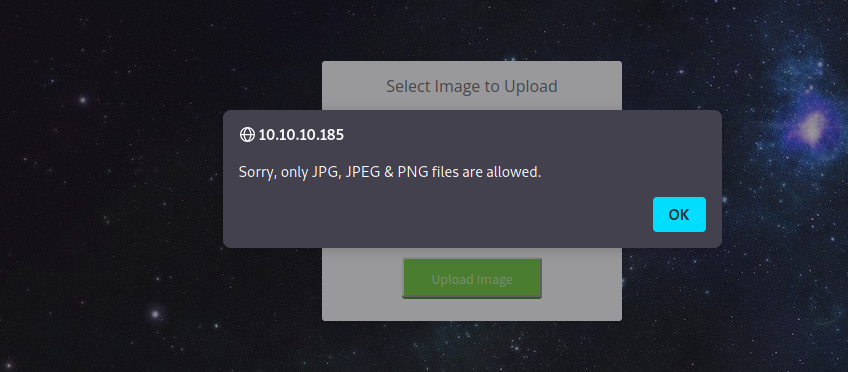 Select Image to Upload
10.10.10.185
Sorry, only JPG, JPEG & PNG files are allowed.
OK
Upload Image